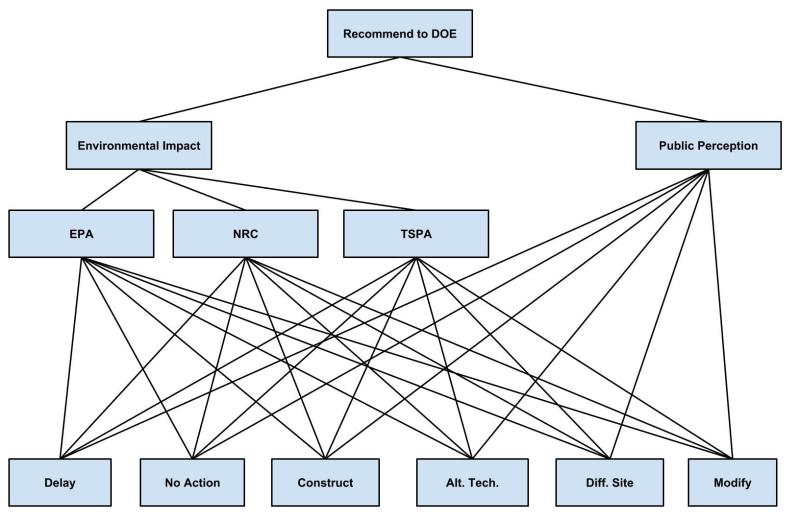 Recommend to DOE
Environmental Impact
Public Perception
EPA
NRC
TSPA
Delay
No Action
Construct
Alt. Tech.
Diff. Site
Modify